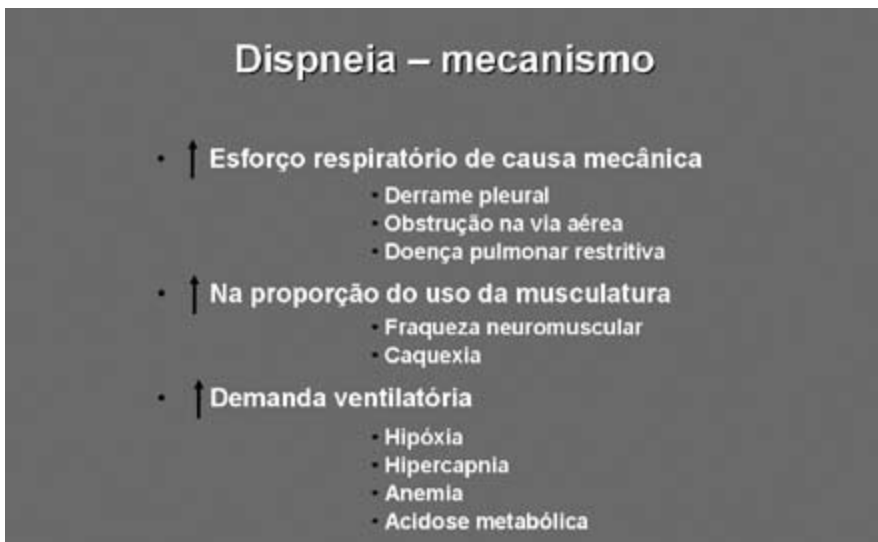 Dispneia – mecanismo
• ↑ Esforço respiratório de causa mecânica
• Derrame pleural
• Obstrução na via aérea
• Doença pulmonar restritiva
• ↑ Na proporção do uso da musculatura
• Fraqueza neuromuscular
• Caquexia
• ↑ Demanda ventilatória
• Hipóxia
• Hipercapnia
• Anemia
• Acidose metabólica